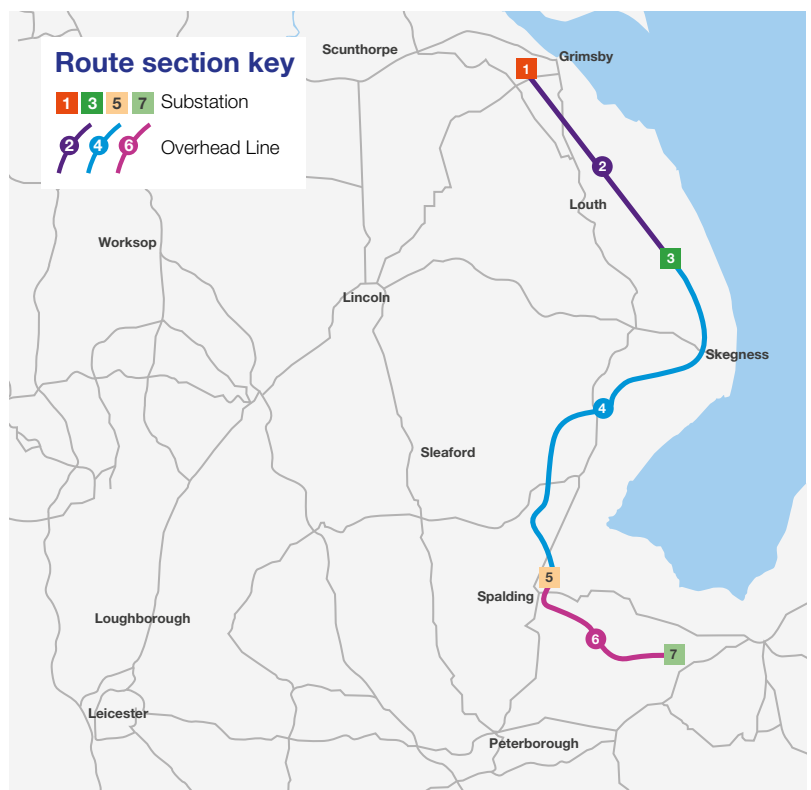 Scunthorpe
Grimsby
Route section key
1 3 5 7 Substation
2 4 6 Overhead Line
1
2
Louth
Worksop
3
Lincoln
Skegness
4
Sleaford
5
Spalding
Loughborough
6
7
Leicester
Peterborough